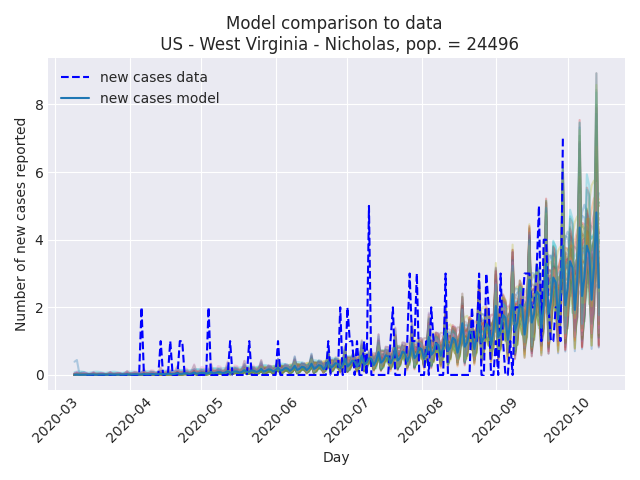 Model comparison to data
US - West Virginia - Nicholas, pop. = 24496
new cases data
new cases model
Number of new cases reported
8
6
4
2
0
2020-03
2020-04
2020-05
2020-06
2020-07
2020-08
2020-09
2020-10
Day